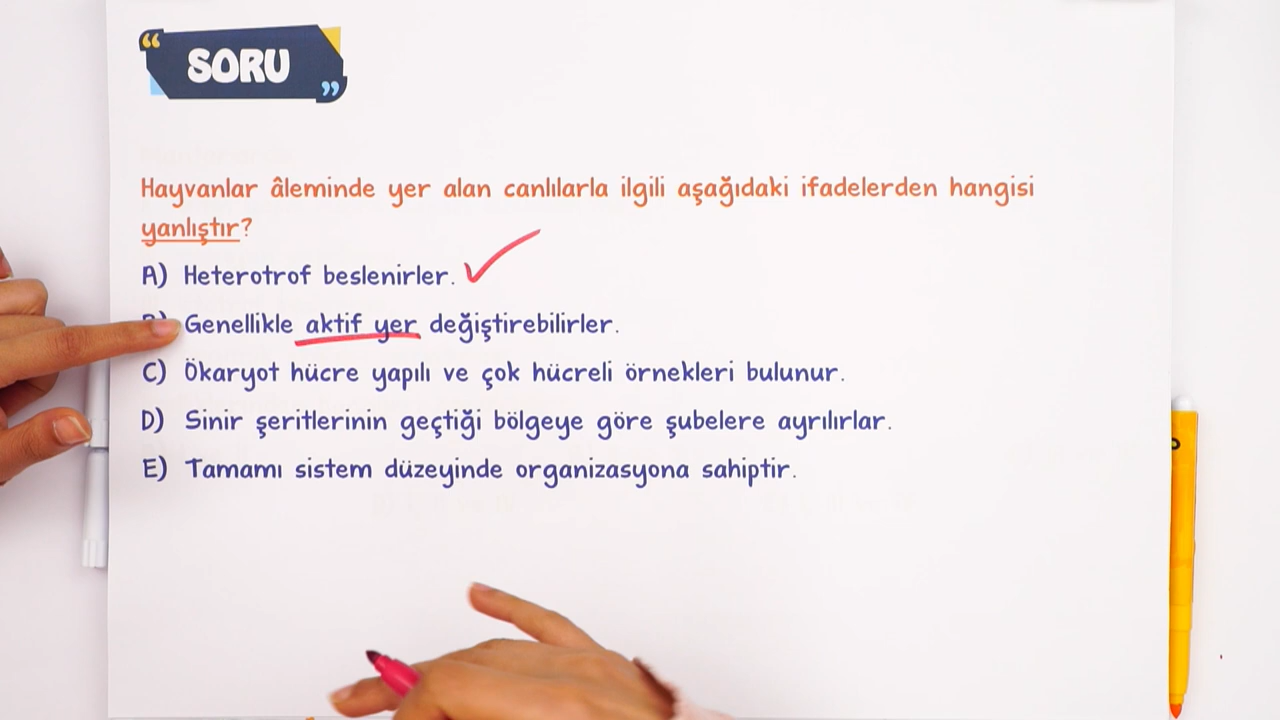 SORU
Hayvanlar âleminde yer alan canlılarla ilgili aşağıdaki ifadelerden hangisi
yanlıştır?
A) Heterotrof beslenirler.
B) Genellikle aktif yer değiştirebilirler.
C) Ökaryot hücre yapılı ve çok hücreli örnekleri bulunur.
D) Sinir şeritlerinin geçtiği bölgeye göre şubelere ayrılırlar.
E) Tamamı sistem düzeyinde organizasyona sahiptir.